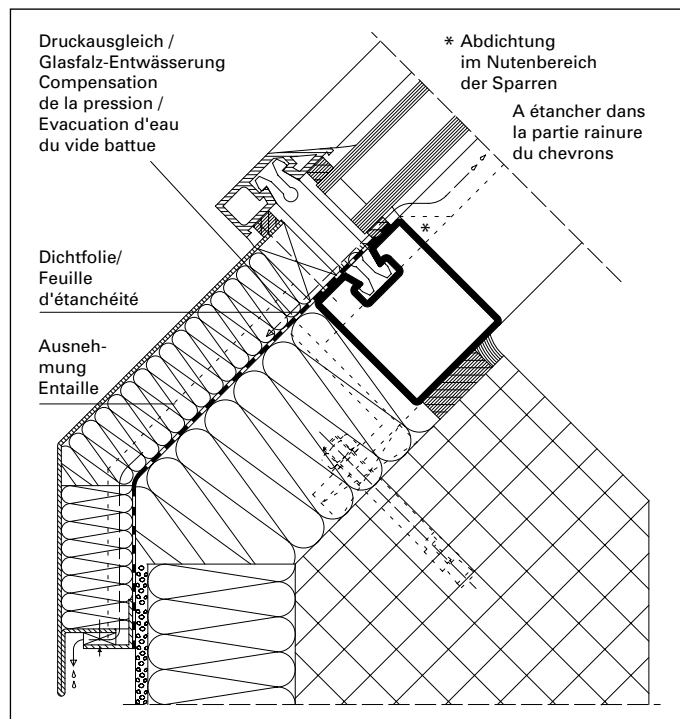 Druckausgleich /
Glasfalz-Entwässerung
Compensation
de la pression /
Evacuation d'eau
du vide battue
* Abdichtung
im Nutenbereich
der Sparren
A étancher dans
la partie rainure
du chevrons
*
Dichtfolie/
Feuille
d'étanchéité
Ausneh-
mung
Entaille